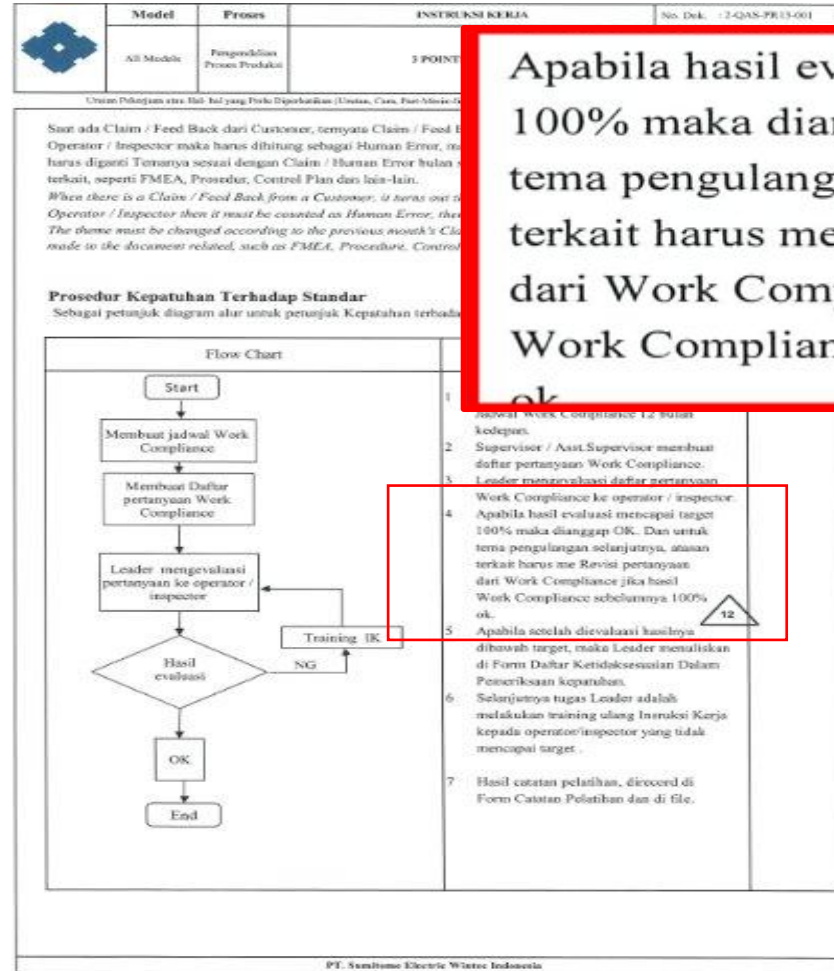 Model
Proses
INSTRUKSI KERJA
No. Dok. : 2-QAS-PR13-001
All Models
Pengendalian
Proses Produksi
3 POINT
Saat ada Claim / Feed Back dari Customer, ternyata Claim / Feed
Operator / Inspector maka harus dihitung sebagai Human Error,
harus diganti Temanya sesuai dengan Claim / Human Error bulan
terkait, seperti FMEA, Prosedur, Control Plan dan lain-lain.
When there is a Claim / Feed Back from a Customer, it turns out
Operator / Inspector then it must be counted as Human Error,
The theme must be changed according to the previous month's
made to the document related, such as FMEA, Procedure,
Apabila hasil ev
100% maka dian
tema pengulang
terkait harus me
dari Work Com
Work Complian
ok
Prosedur Kepatuhan Terhadap Standar
Sebagai petunjuk diagram alur untuk petunjuk Kepatuhan
Flow Chart
Start
Membuat jadwal Work
Compliance
Membuat Daftar
pertanyaan Work
Compliance
Leader mengevaluasi
pertanyaan ke operator /
inspector
Training IK
Hasil
evaluasi
NG
OK
End
1
Jadwal Work Compliance 12 bulan
kedepan.
2 Supervisor / Asst.Supervisor membuat
daftar pertanyaan Work Compliance.
3 Leader mengevaluasi daftar pertanyaan
Work Compliance ke operator / inspector.
4 Apabila hasil evaluasi mencapai target
100% maka dianggap OK. Dan untuk
tema pengulangan selanjutnya, atasan
terkait harus me Revisi pertanyaan
dari Work Compliance jika hasil
Work Compliance sebelumnya 100%
ok.
12
5 Apabila setelah dievaluasi hasilnya
dibawah target, maka Leader menuliskan
di Form Daftar Ketidaksesuaian Dalam
Pemeriksaan kepatuhan.
6 Selanjutnya tugas Leader adalah
melakukan training ulang Instruksi Kerja
kepada operator/inspector yang tidak
mencapai target .
7 Hasil catatan pelatihan, direcord di
Form Catatan Pelatihan dan di file.
PT. Sumitomo Electric Wintec Indonesia